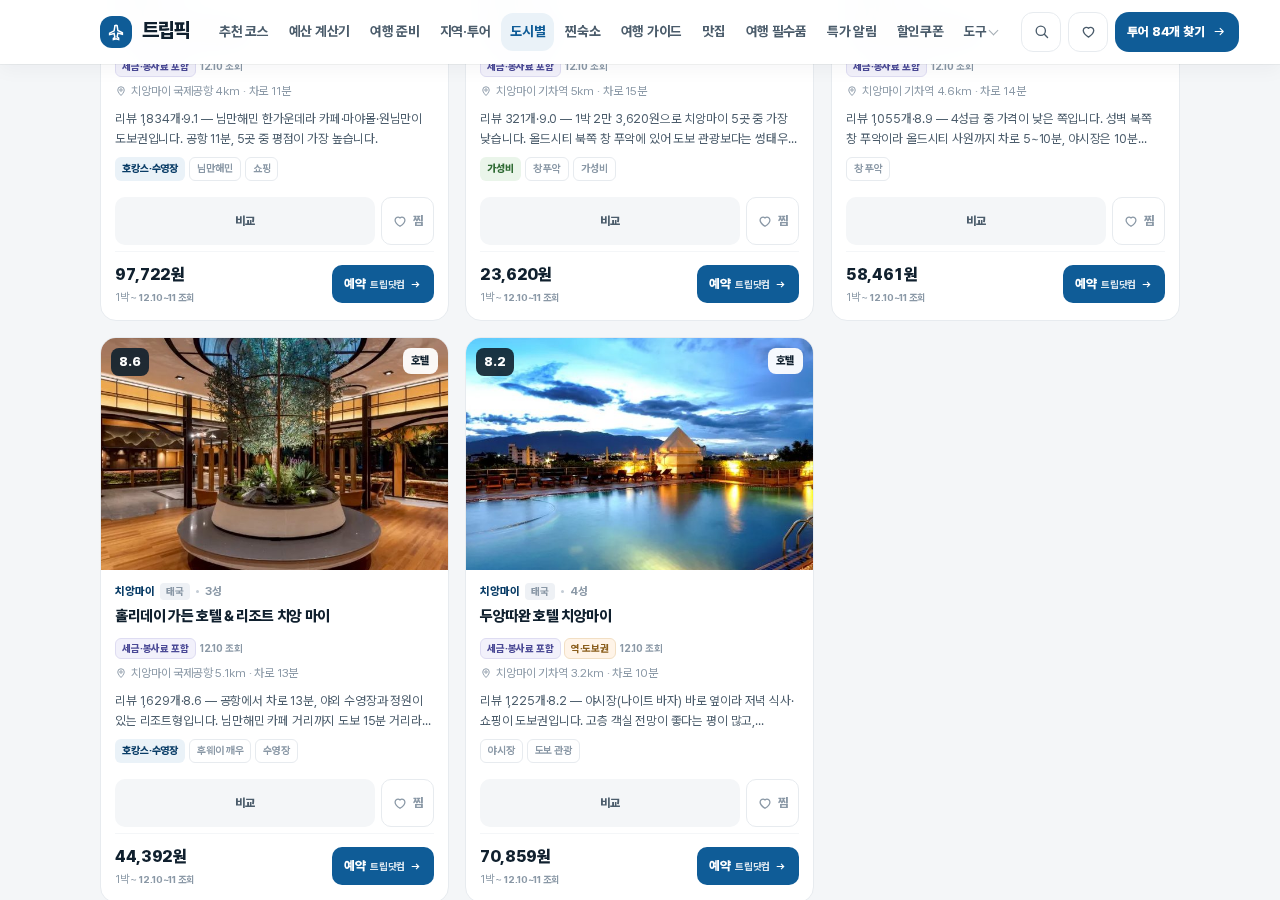 트립픽
추천 코스
예산 계산기
여행 준비
지역·투어
도시별
찐숙소
여행 가이드
맛집
여행 필수품
특가 알림
할인쿠폰
도구
투어 84개 찾기 →
세금·봉사료 포함 12.10 조회
치앙마이 국제공항 4km · 차로 11분
리뷰 1,834개·9.1 — 님만해민 한가운데라 카페·마야몰·원님만이
도보권입니다. 공항 11분, 5곳 중 평점이 가장 높습니다.
호캉스·수영장 님만해민 쇼핑
비교 찜
97,722원
1박~ 12.10~11 조회
예약 트립닷컴 →
세금·봉사료 포함 12.10 조회
치앙마이 기차역 5km · 차로 15분
리뷰 321개·9.0 — 1박 2만 3,620원으로 치앙마이 5곳 중 가장
낮습니다. 올드시티 북쪽 창 푸악에 있어 도보 관광보다는 썽태우...
가성비 창푸악 가성비
비교 찜
23,620원
1박~ 12.10~11 조회
예약 트립닷컴 →
세금·봉사료 포함 12.10 조회
치앙마이 기차역 4.6km · 차로 14분
리뷰 1,055개·8.9 — 4성급 중 가격이 낮은 쪽입니다. 성벽 북쪽
창 푸악이라 올드시티 사원까지 차로 5~10분, 야시장은 10분...
창푸악
비교 찜
58,461원
1박~ 12.10~11 조회
예약 트립닷컴 →
8.6
호텔
치앙마이 태국 • 3성
홀리데이 가든 호텔 & 리조트 치앙 마이
세금·봉사료 포함 12.10 조회
치앙마이 국제공항 5.1km · 차로 13분
리뷰 1,629개·8.6 — 공항에서 차로 13분, 야외 수영장과 정원이
있는 리조트형입니다. 님만해민 카페 거리까지 도보 15분 거리라...
호캉스·수영장 후웨이 깨우 수영장
비교 찜
44,392원
1박~ 12.10~11 조회
예약 트립닷컴 →
8.2
호텔
치앙마이 태국 • 4성
두앙따완 호텔 치앙마이
세금·봉사료 포함 역·도보권 12.10 조회
치앙마이 기차역 3.2km · 차로 10분
리뷰 1,225개·8.2 — 야시장(나이트 바자) 바로 옆이라 저녁 식사·
쇼핑이 도보권입니다. 고층 객실 전망이 좋다는 평이 많고,...
야시장 도보 관광
비교 찜
70,859원
1박~ 12.10~11 조회
예약 트립닷컴 →